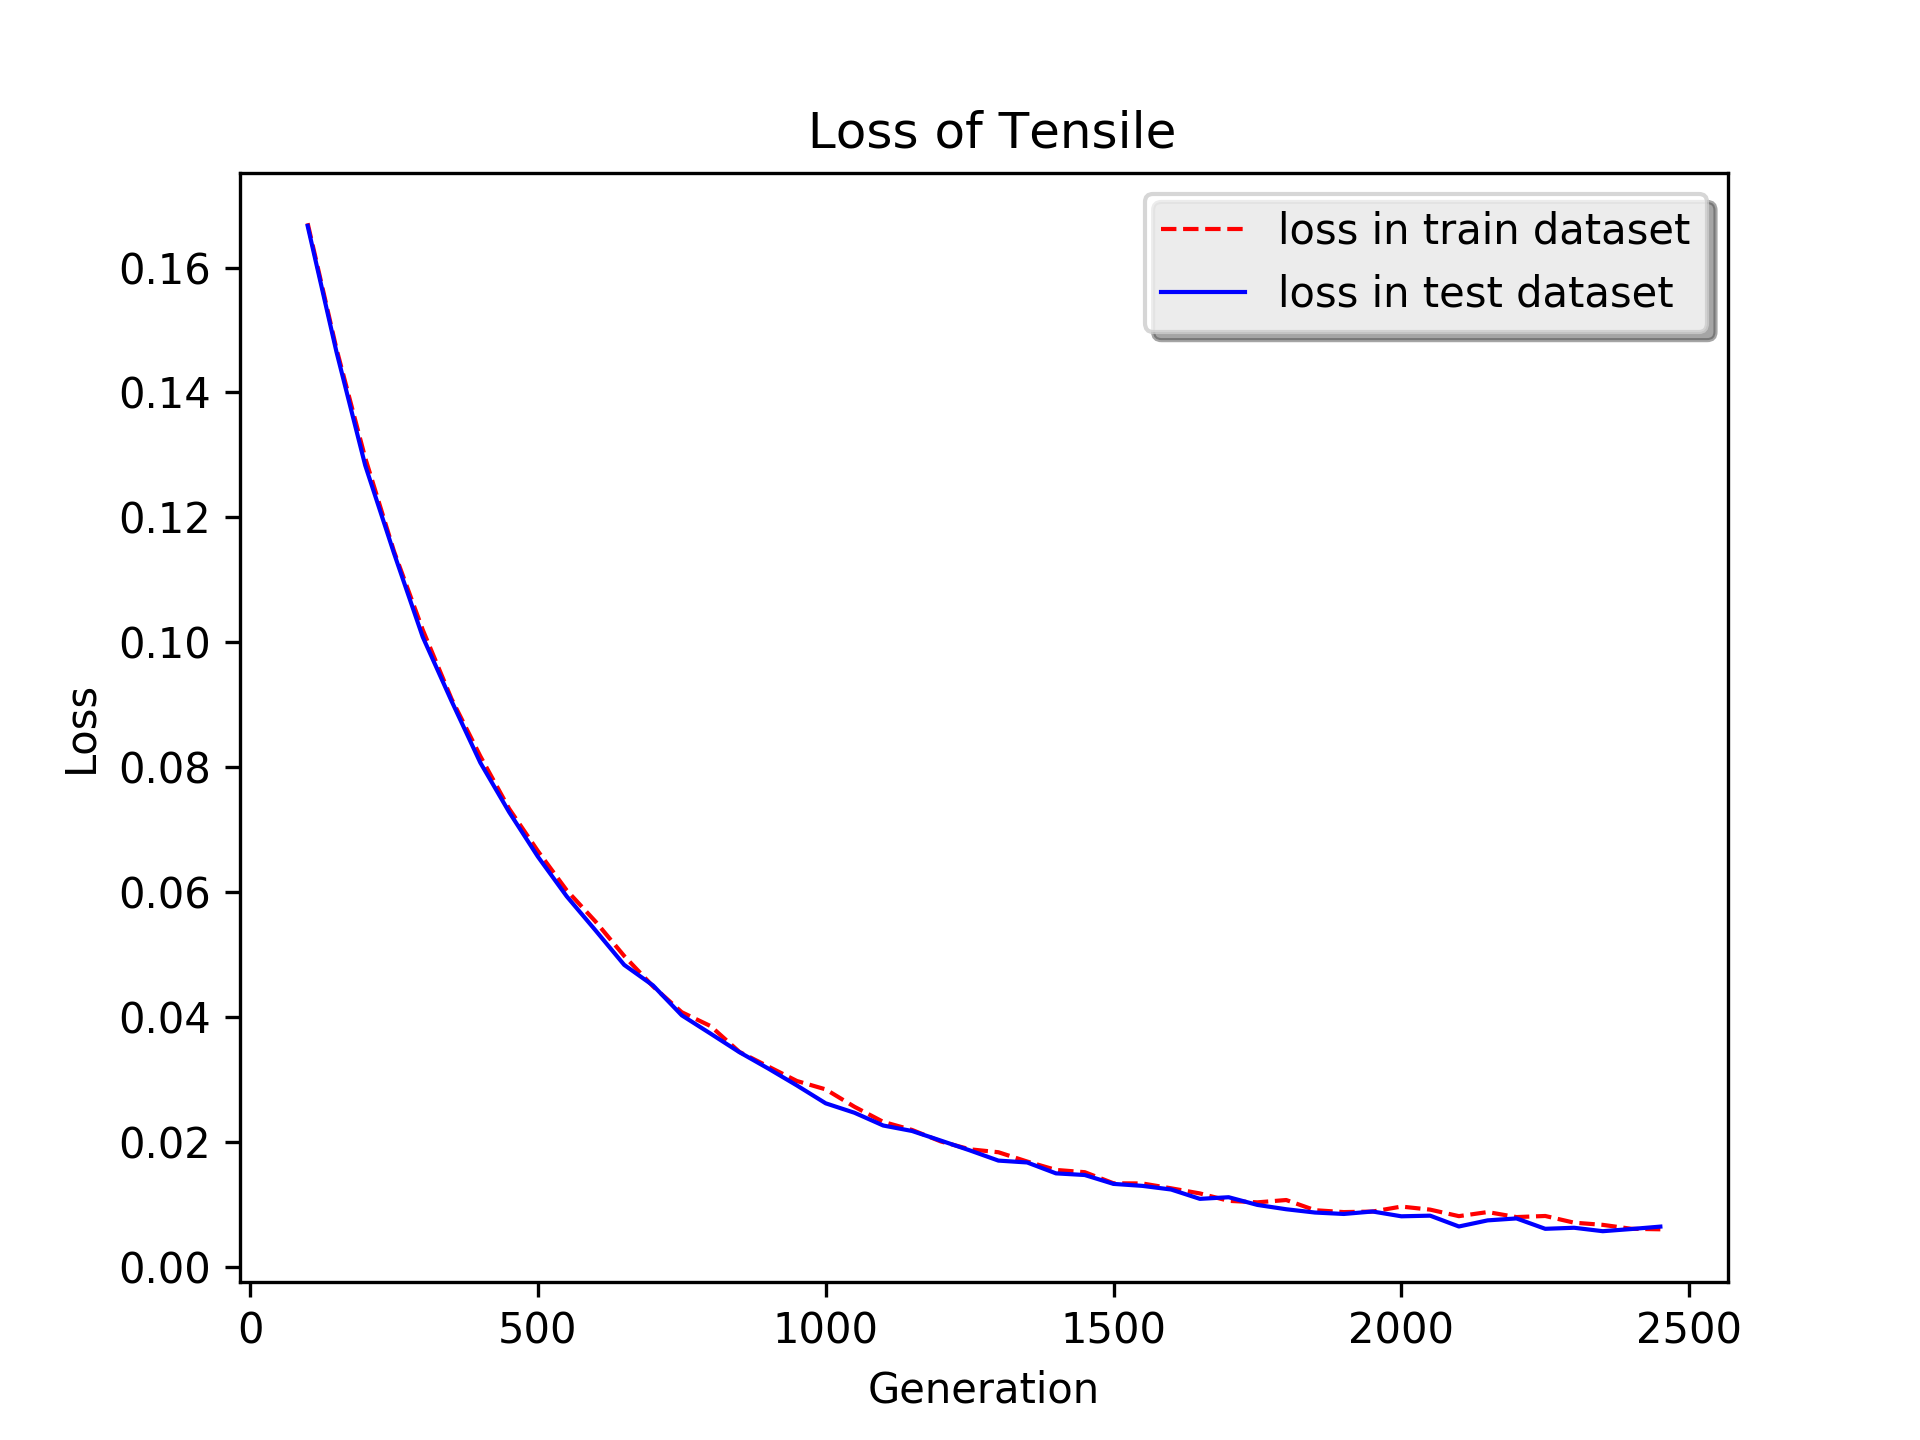 Loss of Tensile
loss in train dataset
loss in test dataset
0.16
0.14
0.12
0.10
0.08
0.06
0.04
0.02
0.00
Loss
0 500 1000 1500 2000 2500
Generation